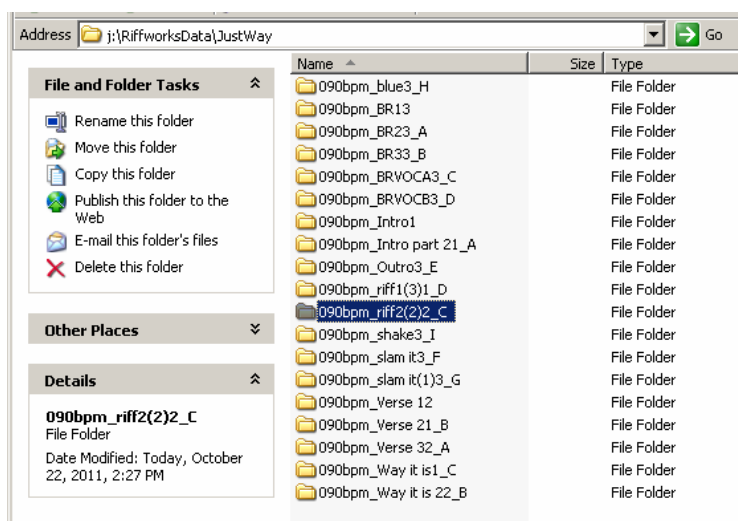 Address j:\RiffworksData\JustWay Go
File and Folder Tasks
Rename this folder
Move this folder
Copy this folder
Publish this folder to the
Web
E-mail this folder's files
Delete this folder
Other Places
Details
090bpm_riff2(2)2_C
File Folder
Date Modified: Today, October
22, 2011, 2:27 PM
Name Size Type
090bpm_blue3_H File Folder
090bpm_BR13 File Folder
090bpm_BR23_A File Folder
090bpm_BR33_B File Folder
090bpm_BRVOCA3_C File Folder
090bpm_BRVOCB3_D File Folder
090bpm_Intro1 File Folder
090bpm_Intro part 21_A File Folder
090bpm_Outro3_E File Folder
090bpm_riff1(3)1_D File Folder
090bpm_riff2(2)2_C File Folder
090bpm_shake3_I File Folder
090bpm_slam it3_F File Folder
090bpm_slam it(1)3_G File Folder
090bpm_Verse 12 File Folder
090bpm_Verse 21_B File Folder
090bpm_Verse 32_A File Folder
090bpm_Way it is1_C File Folder
090bpm_Way it is 22_B File Folder